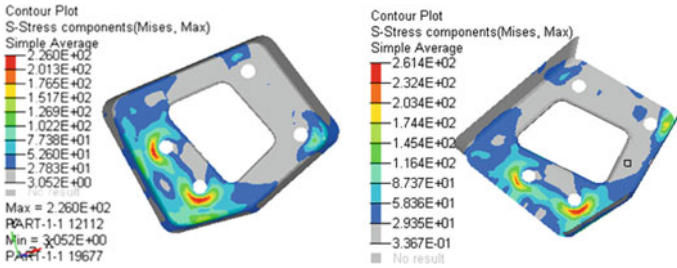 Contour Plot
S-Stress components(Mises, Max)
Simple Average
2.260E+02
2.013E+02
1.765E+02
1.517E+02
1.269E+02
1.022E+02
7.738E+01
5.260E+01
2.783E+01
3.052E+00
No result
Max = 2.260E+02
PART-1-1 12112
Min = 3.052E+00
PART-1-1 19677
X
Contour Plot
S-Stress components(Mises, Max)
Simple Average
2.614E+02
2.324E+02
2.034E+02
1.744E+02
1.454E+02
1.164E+02
8.737E+01
5.836E+01
2.935E+01
3.367E-01
No result